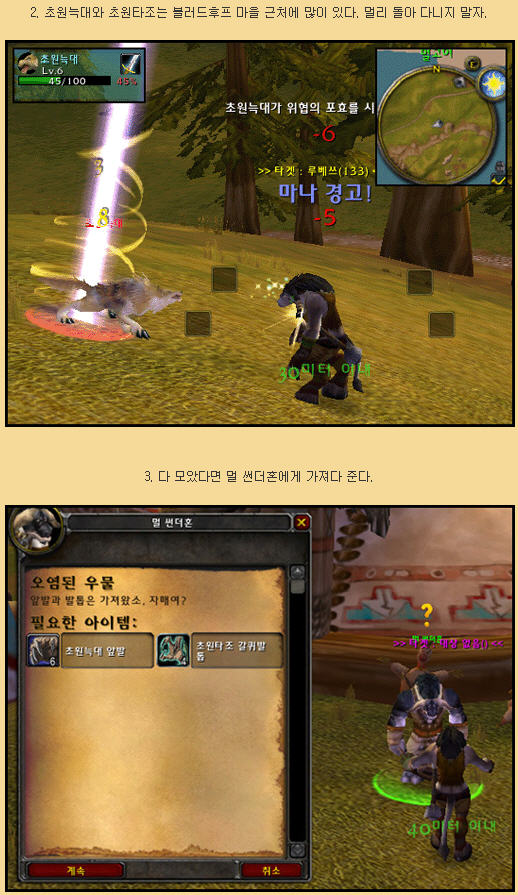 2. 초원늑대와 초원타조는 블러드후프 마을 근처에 많이 있다. 멀리 돌아 다니지 말자.
초원늑대
Lv.6
45/100 45%
N
초원늑대가 위협의 포효를 시
-6
>> 타겟 : 루베쓰(133)
마나 경고!
-5
8
30미터 이내
3. 다 모았다면 멀 썬더혼에게 가져다 준다.
멀 썬더혼
오염된 우물
앞발과 발톱은 가져왔소, 자매여?
필요한 아이템:
초원늑대 앞발
6
초원타조 갈퀴발톱
4
?
40미터 이내
계속
취소